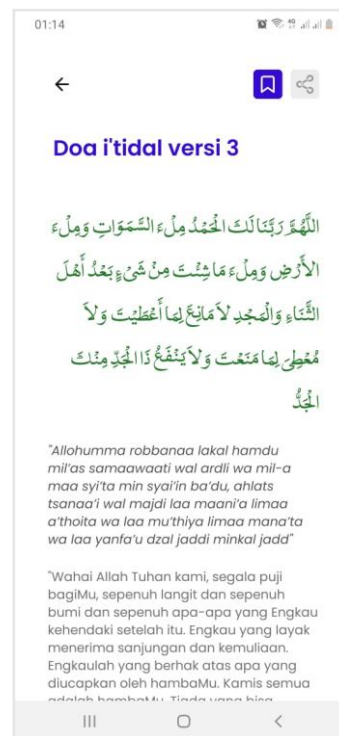 01:14
Doa i'tidal versi 3
اللَّهُمَّ رَبَّنَا لَكَ الْحَمْدُ مِلْءَ السَّمَوَاتِ وَمِلْءَ
الأَرْضِ وَمِلْءَ مَا شِئْتَ مِنْ شَىْءٍ بَعْدُ أَهْلَ
الثَّنَاءِ وَالْمَجْدِ لاَ مَانِعَ لِمَا أَعْطَيْتَ وَلاَ
مُعْطِىَ لِمَا مَنَعْتَ وَلاَ يَنْفَعُ ذَا الْجَدِّ مِنْكَ
الْجَدُّ
"Allohumma robbanaa lakal hamdu
mil'as samaawaati wal ardli wa mil-a
maa syi'ta min syai'in ba'du, ahlats
tsanaa'i wal majdi laa maani'a limaa
a'thoita wa laa mu'thiya limaa mana'ta
wa laa yanfa'u dzal jaddi minkal jadd"
"Wahai Allah Tuhan kami, segala puji
bagiMu, sepenuh langit dan sepenuh
bumi dan sepenuh apa-apa yang Engkau
kehendaki setelah itu. Engkau yang layak
menerima sanjungan dan kemuliaan.
Engkaulah yang berhak atas apa yang
diucapkan oleh hambaMu. Kamis semua
adalah hambaMu. Tiada yang bisa